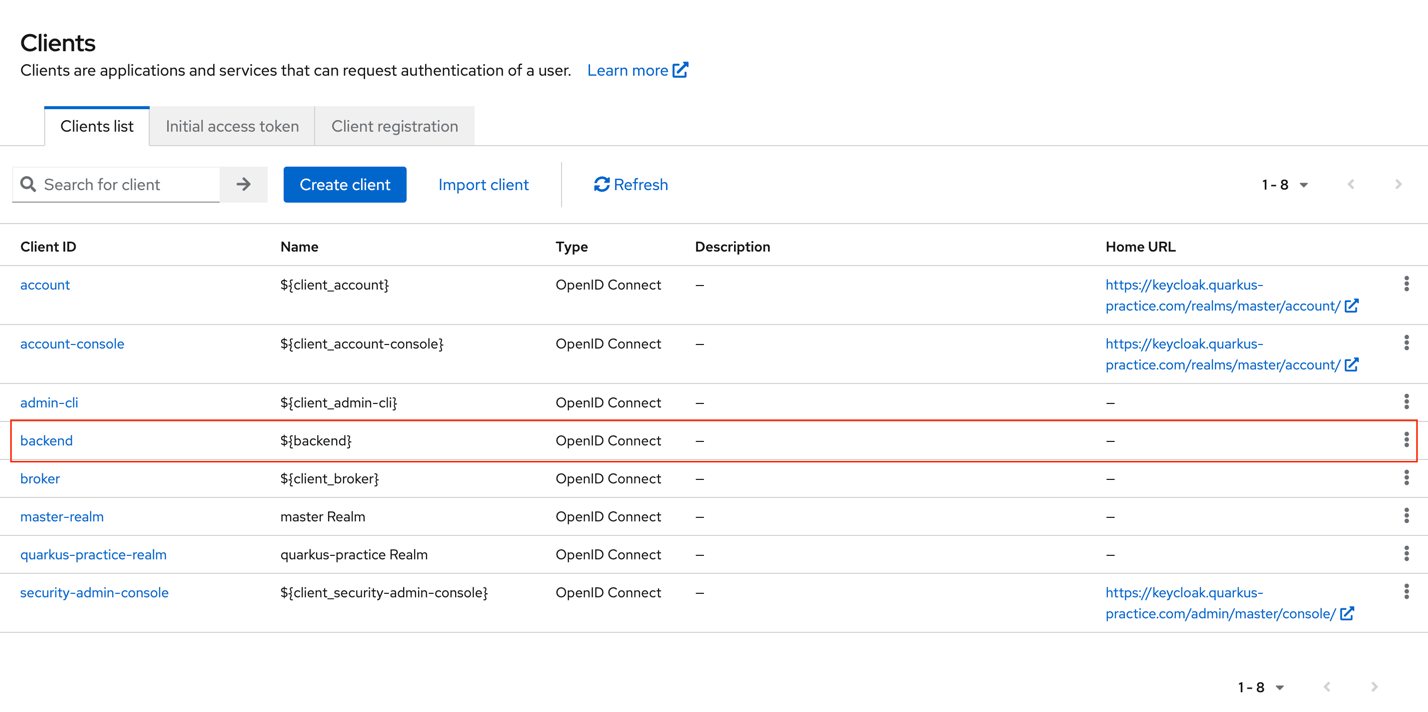 Clients
Clients are applications and services that can request authentication of a user. Learn more
Clients list Initial access token Client registration
Search for client Create client Import client Refresh 1 - 8
Client ID Name Type Description Home URL
account ${client_account} OpenID Connect – https://keycloak.quarkus-
practice.com/realms/master/account/
account-console ${client_account-console} OpenID Connect – https://keycloak.quarkus-
practice.com/realms/master/account/
admin-cli ${client_admin-cli} OpenID Connect – –
backend ${backend} OpenID Connect – –
broker ${client_broker} OpenID Connect – –
master-realm master Realm OpenID Connect – –
quarkus-practice-realm quarkus-practice Realm OpenID Connect – –
security-admin-console ${client_security-admin-console} OpenID Connect – https://keycloak.quarkus-
practice.com/admin/master/console/
1 - 8